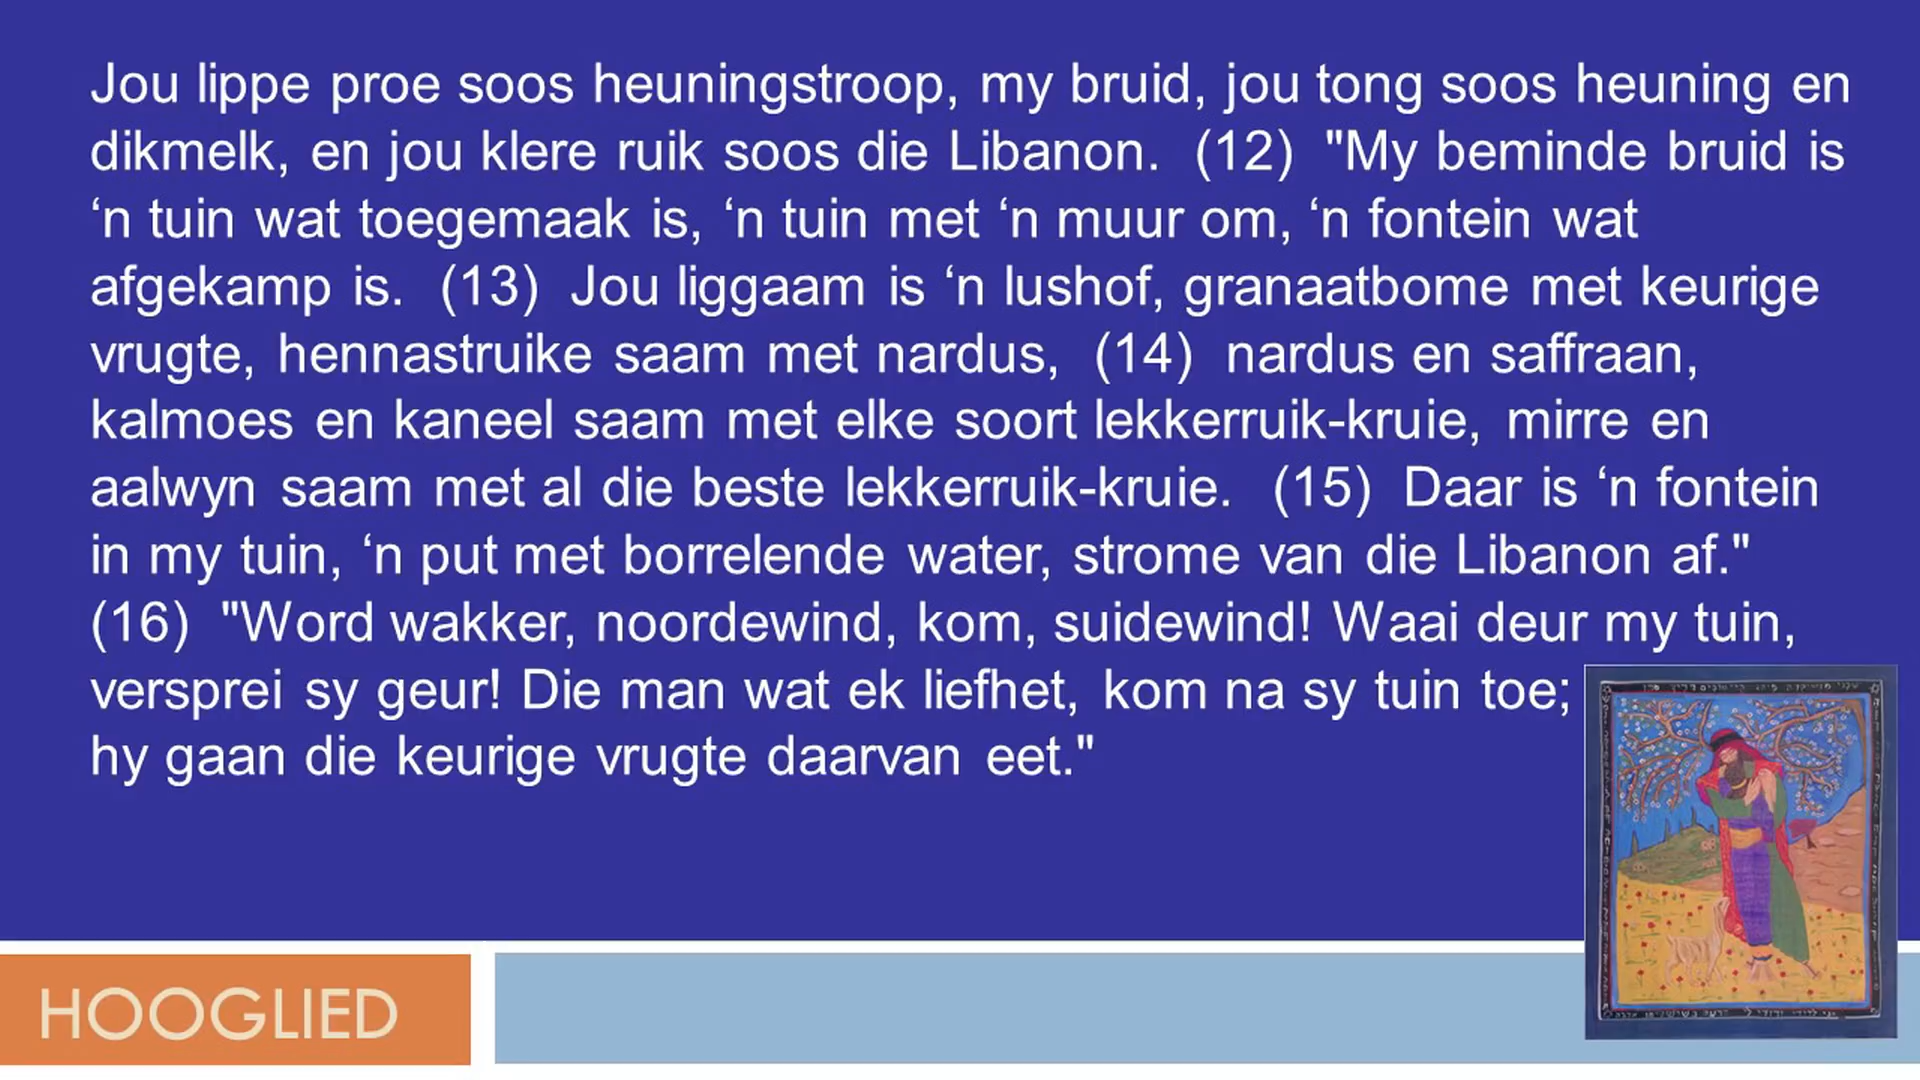 Jou lippe proe soos heuningstroop, my bruid, jou tong soos heuning en
dikmelk, en jou klere ruik soos die Libanon. (12) "My beminde bruid is
‘n tuin wat toegemaak is, ‘n tuin met ‘n muur om, ‘n fontein wat
afgekamp is. (13) Jou liggaam is ‘n lushof, granaatbome met keurige
vrugte, hennastruike saam met nardus, (14) nardus en saffraan,
kalmoes en kaneel saam met elke soort lekkerruik-kruie, mirre en
aalwyn saam met al die beste lekkerruik-kruie. (15) Daar is ‘n fontein
in my tuin, ‘n put met borrelende water, strome van die Libanon af."
(16) "Word wakker, noordewind, kom, suidewind! Waai deur my tuin,
versprei sy geur! Die man wat ek liefhet, kom na sy tuin toe;
hy gaan die keurige vrugte daarvan eet."
HOOGLIED